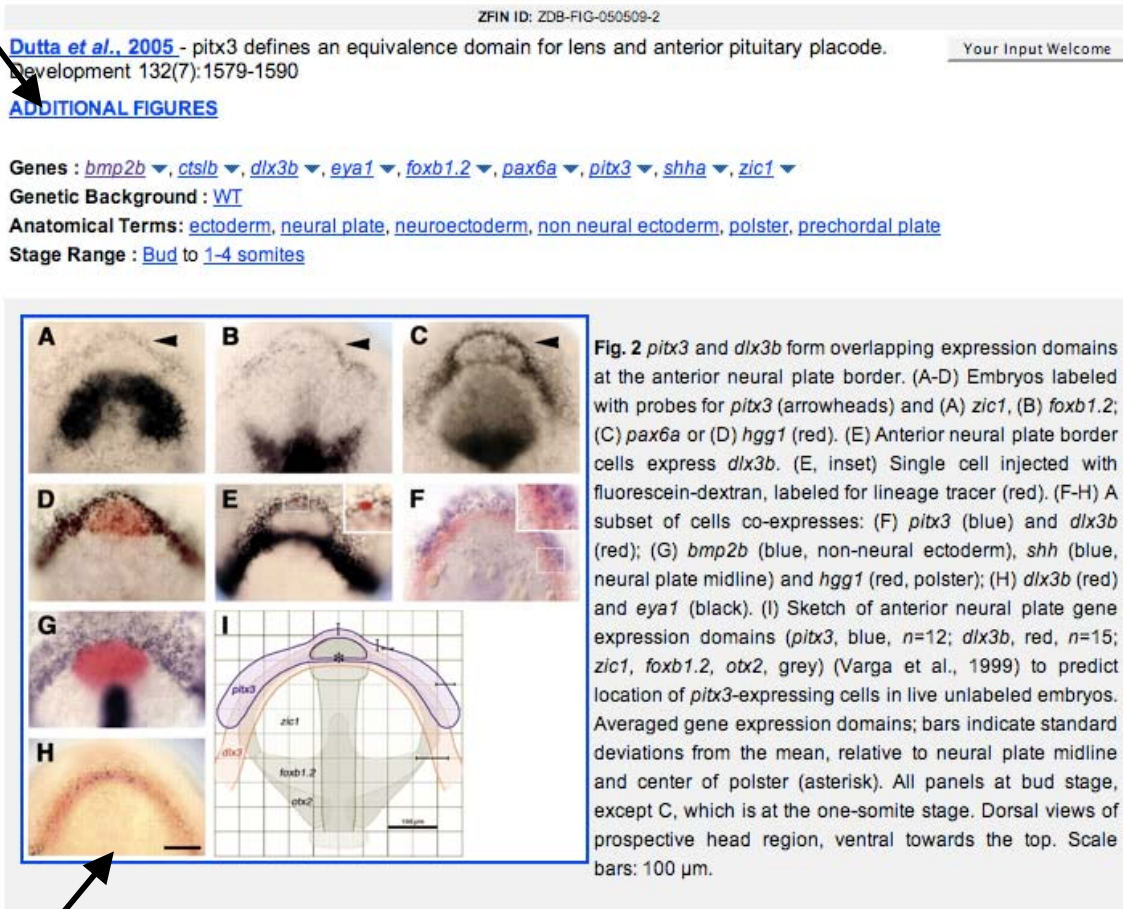 ZFIN ID: ZDB-FIG-050509-2
Dutta et al., 2005 - pitx3 defines an equivalence domain for lens and anterior pituitary placode.
Development 132(7):1579-1590
Your Input Welcome
ADDITIONAL FIGURES
Genes : bmp2b, ctslb, dlx3b, eya1, foxb1.2, pax6a, pitx3, shha, zic1
Genetic Background : WT
Anatomical Terms: ectoderm, neural plate, neuroectoderm, non neural ectoderm, polster, prechordal plate
Stage Range : Bud to 1-4 somites
A B C
D E F
G I
H
pitx3
zic1
dlx3
foxb1.2
otx2
100µm
Fig. 2 pitx3 and dlx3b form overlapping expression domains
at the anterior neural plate border. (A-D) Embryos labeled
with probes for pitx3 (arrowheads) and (A) zic1, (B) foxb1.2;
(C) pax6a or (D) hgg1 (red). (E) Anterior neural plate border
cells express dlx3b. (E, inset) Single cell injected with
fluorescein-dextran, labeled for lineage tracer (red). (F-H) A
subset of cells co-expresses: (F) pitx3 (blue) and dlx3b
(red); (G) bmp2b (blue, non-neural ectoderm), shh (blue,
neural plate midline) and hgg1 (red, polster); (H) dlx3b (red)
and eya1 (black). (I) Sketch of anterior neural plate gene
expression domains (pitx3, blue, n=12; dlx3b, red, n=15;
zic1, foxb1.2, otx2, grey) (Varga et al., 1999) to predict
location of pitx3-expressing cells in live unlabeled embryos.
Averaged gene expression domains; bars indicate standard
deviations from the mean, relative to neural plate midline
and center of polster (asterisk). All panels at bud stage,
except C, which is at the one-somite stage. Dorsal views of
prospective head region, ventral towards the top. Scale
bars: 100 µm.